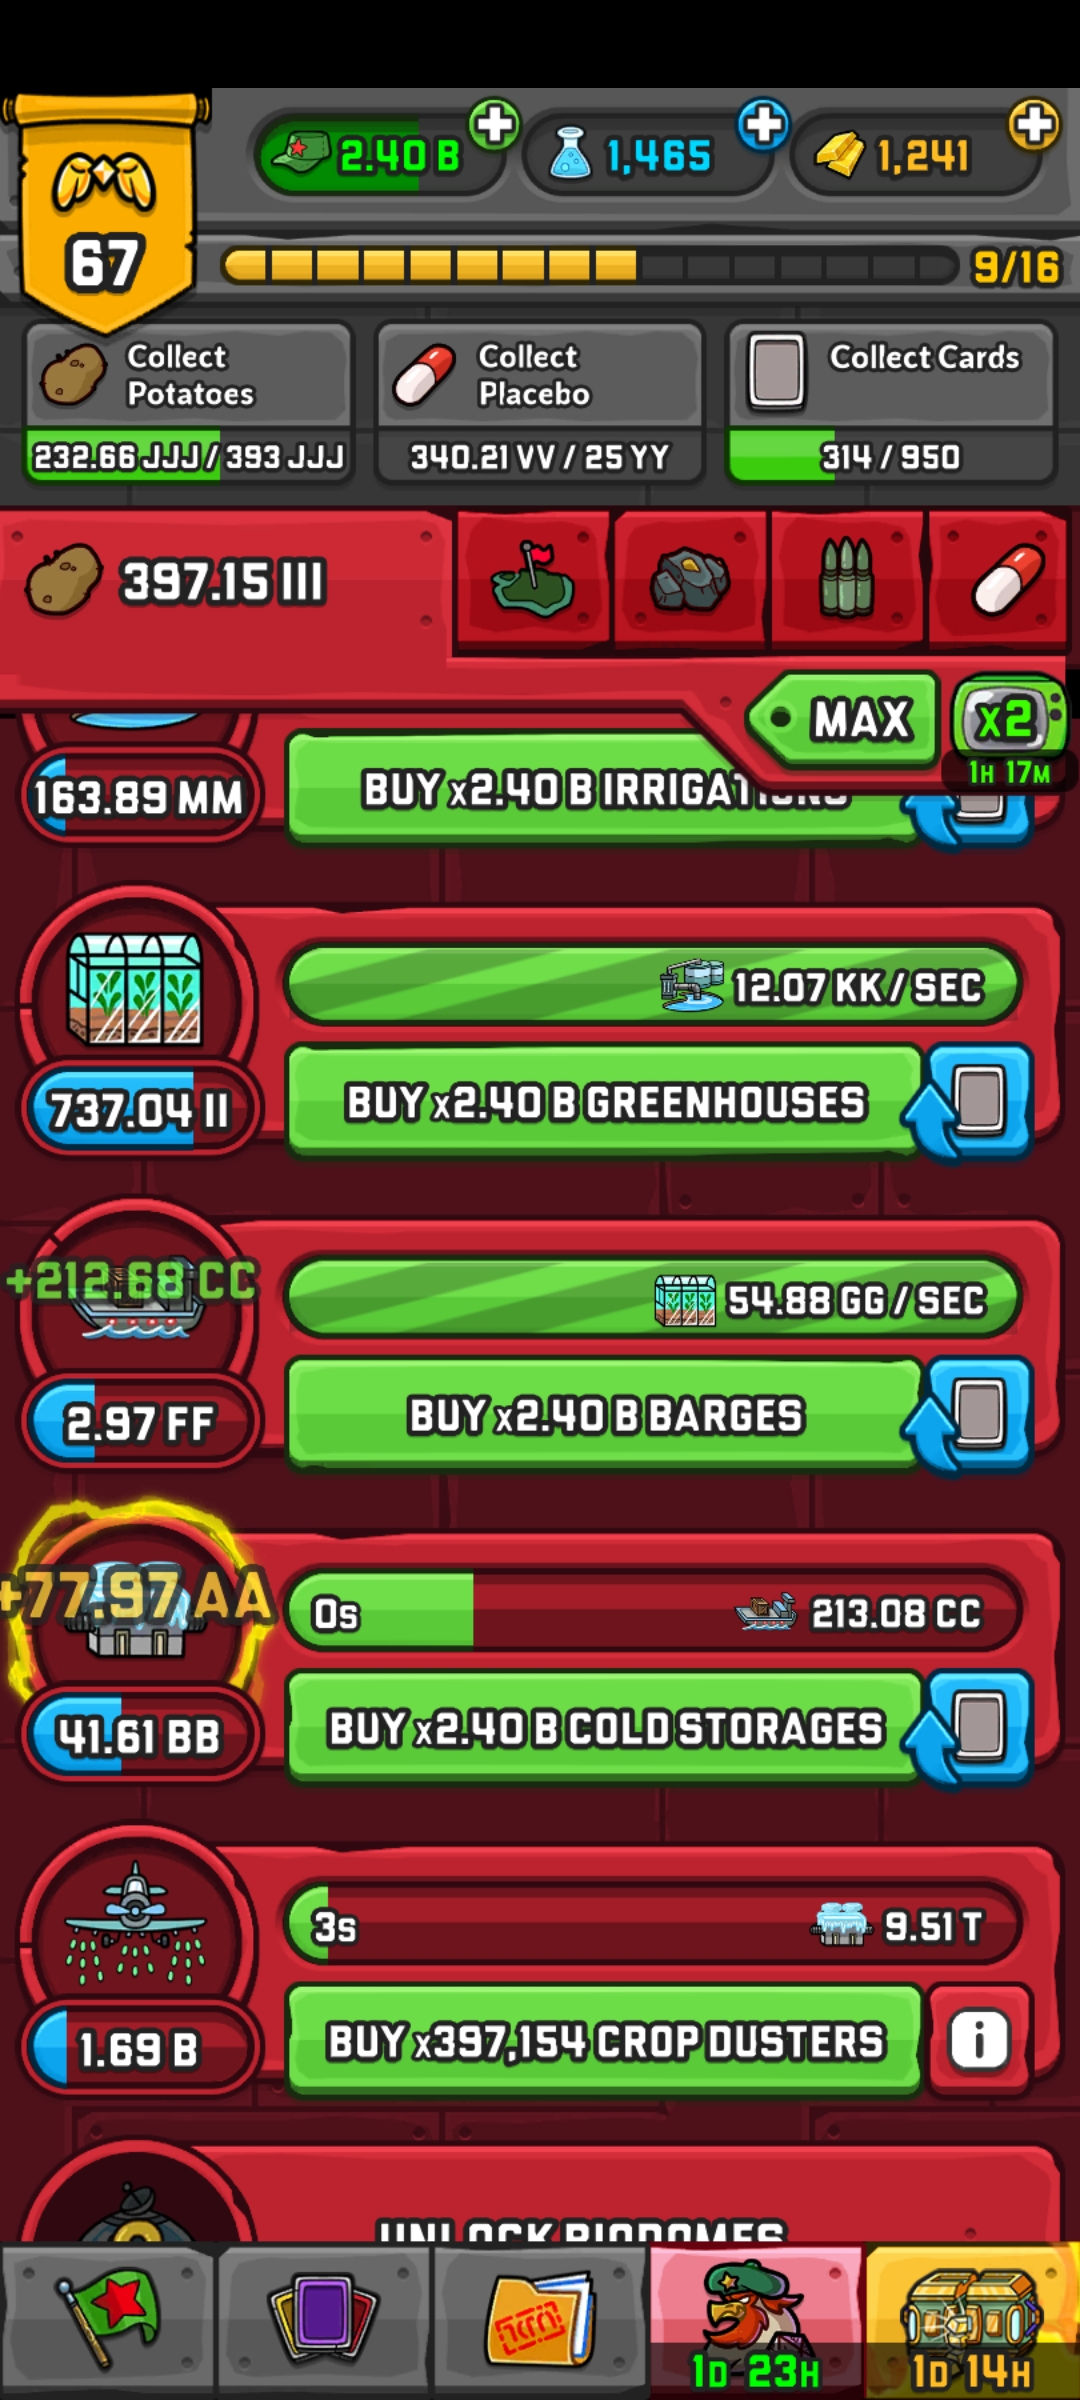 2.40 B
1,465
1,241
67
9/16
Collect
Potatoes
Collect
Placebo
Collect Cards
232.66 JJJ / 393 JJJ
340.21 VV / 25 YY
314 / 950
397.15 III
MAX
x2
1H 17M
163.89 MM
BUY x2.40 B IRRIGATIONS
12.07 KK / SEC
737.04 II
BUY x2.40 B GREENHOUSES
+212.68 CC
54.88 GG / SEC
2.97 FF
BUY x2.40 B BARGES
+77.97 AA
0s
213.08 CC
41.61 BB
BUY x2.40 B COLD STORAGES
3s
9.51 T
1.69 B
BUY x397,154 CROP DUSTERS
i
UNLOCK BIODOMES
1D 23H
1D 14H